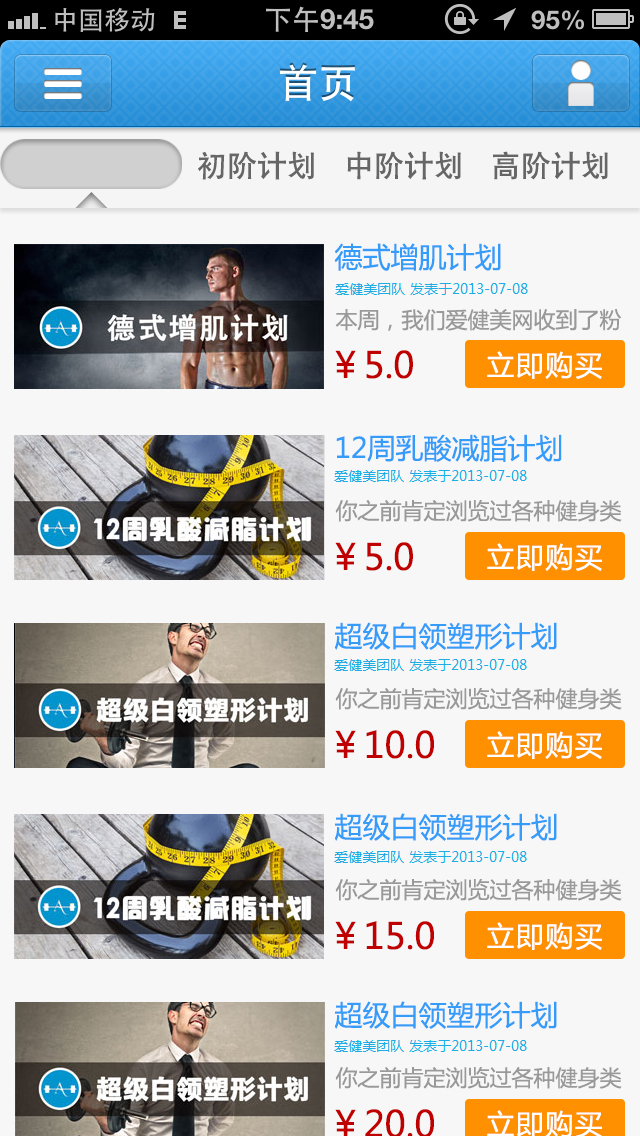 中国移动 E 下午9:45 95%
首页
初阶计划 中阶计划 高阶计划
德式增肌计划
德式增肌计划
爱健美团队 发表于2013-07-08
本周，我们爱健美网收到了粉
¥ 5.0 立即购买
12周乳酸减脂计划
12周乳酸减脂计划
爱健美团队 发表于2013-07-08
你之前肯定浏览过各种健身类
¥ 5.0 立即购买
超级白领塑形计划
超级白领塑形计划
爱健美团队 发表于2013-07-08
你之前肯定浏览过各种健身类
¥ 10.0 立即购买
12周乳酸减脂计划
超级白领塑形计划
爱健美团队 发表于2013-07-08
你之前肯定浏览过各种健身类
¥ 15.0 立即购买
超级白领塑形计划
超级白领塑形计划
爱健美团队 发表于2013-07-08
你之前肯定浏览过各种健身类
¥ 20.0 立即购买